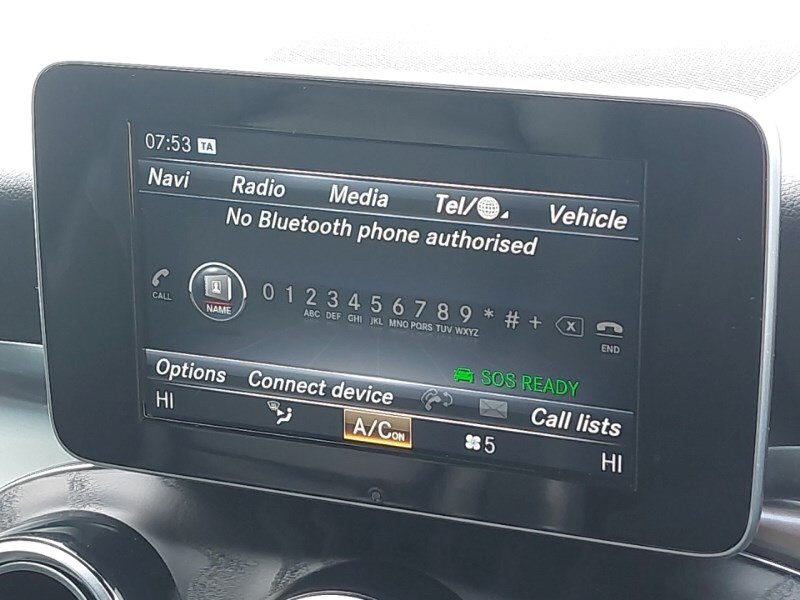 07:53 TA
Navi Radio Media Tel/ Vehicle
No Bluetooth phone authorised
CALL NAME 0 1 2 3 4 5 6 7 8 9 * # + X END
ABC DEF GHI JKL MNO PQRS TUV WXYZ
SOS READY
Options Connect device Call lists
HI A/C ON 5 HI